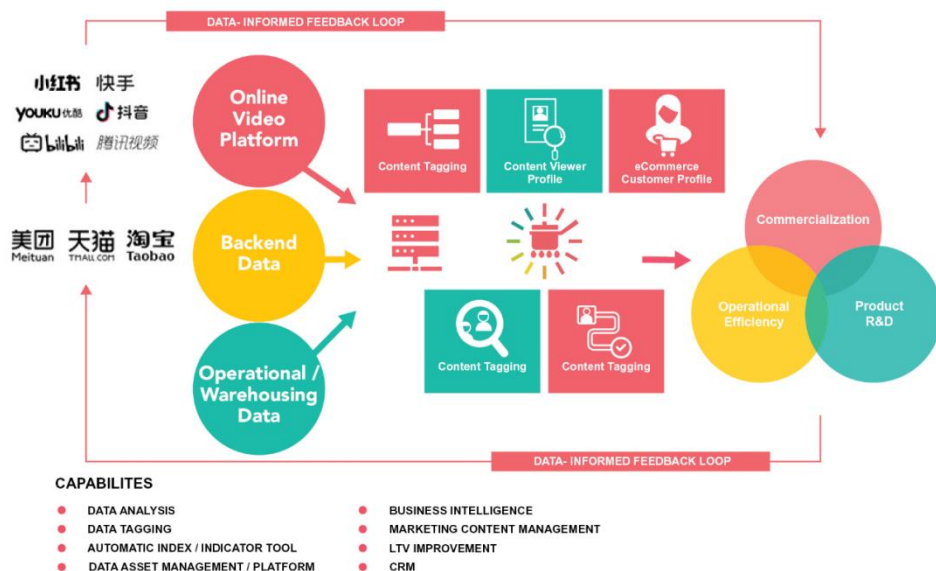 DATA- INFORMED FEEDBACK LOOP
小红书 快手
YOUKU优酷 抖音
bilibili 腾讯视频
美团 天猫 淘宝
Meituan TMALL.COM Taobao
Online
Video
Platform
Backend
Data
Operational /
Warehousing
Data
Content Tagging
Content Viewer
Profile
eCommerce
Customer Profile
Content Tagging
Content Tagging
Commercialization
Operational
Efficiency
Product
R&D
DATA- INFORMED FEEDBACK LOOP
CAPABILITES
DATA ANALYSIS
DATA TAGGING
AUTOMATIC INDEX / INDICATOR TOOL
DATA ASSET MANAGEMENT / PLATFORM
BUSINESS INTELLIGENCE
MARKETING CONTENT MANAGEMENT
LTV IMPROVEMENT
CRM